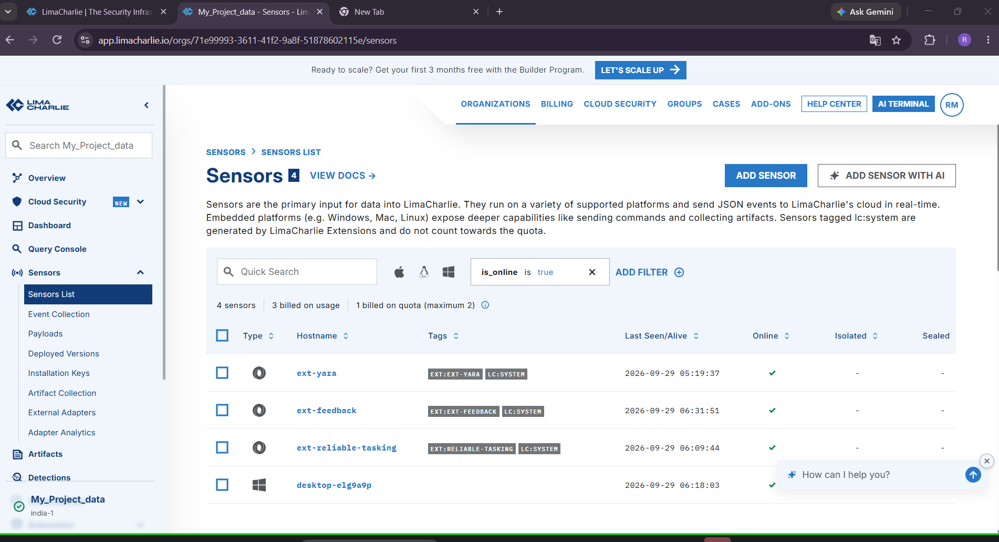 LimaCharlie | The Security Infras
My_Project_data - Sensors - Lim
New Tab
Ask Gemini
app.limacharlie.io/orgs/71e99993-3611-41f2-9a8f-51878602115e/sensors
R
Ready to scale? Get your first 3 months free with the Builder Program.
LET'S SCALE UP
LIMA
CHARLIE
ORGANIZATIONS
BILLING
CLOUD SECURITY
GROUPS
CASES
ADD-ONS
HELP CENTER
AI TERMINAL
RM
Search My_Project_data
Overview
Cloud Security
NEW
Dashboard
Query Console
Sensors
Sensors List
Event Collection
Payloads
Deployed Versions
Installation Keys
Artifact Collection
External Adapters
Adapter Analytics
Artifacts
Detections
My_Project_data
india-1
Automation
SENSORS > SENSORS LIST
Sensors 4 VIEW DOCS
ADD SENSOR
ADD SENSOR WITH AI
Sensors are the primary input for data into LimaCharlie. They run on a variety of supported platforms and send JSON events to LimaCharlie's cloud in real-time.
Embedded platforms (e.g. Windows, Mac, Linux) expose deeper capabilities like sending commands and collecting artifacts. Sensors tagged lc:system are
generated by LimaCharlie Extensions and do not count towards the quota.
Quick Search
is_online is true
ADD FILTER
4 sensors
3 billed on usage
1 billed on quota (maximum 2)
Type Hostname Tags Last Seen/Alive Online Isolated Sealed
ext-yara EXT:EXT-YARA LC:SYSTEM 2026-09-29 05:19:37 - -
ext-feedback EXT:EXT-FEEDBACK LC:SYSTEM 2026-09-29 06:31:51 - -
ext-reliable-tasking EXT:RELIABLE-TASKING LC:SYSTEM 2026-09-29 06:09:44 - -
desktop-elg9a9p 2026-09-29 06:18:03
How can I help you?